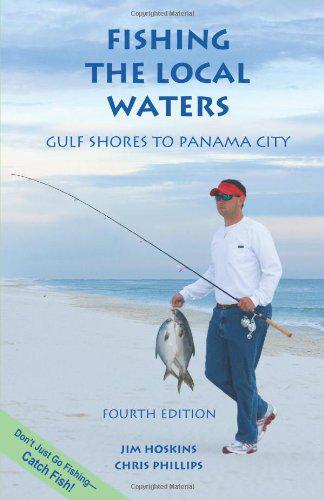 FISHING
THE LOCAL
WATERS
GULF SHORES TO PANAMA CITY
FOURTH EDITION
JIM HOSKINS
CHRIS PHILLIPS
Don't Just Go Fishing—
Catch Fish!